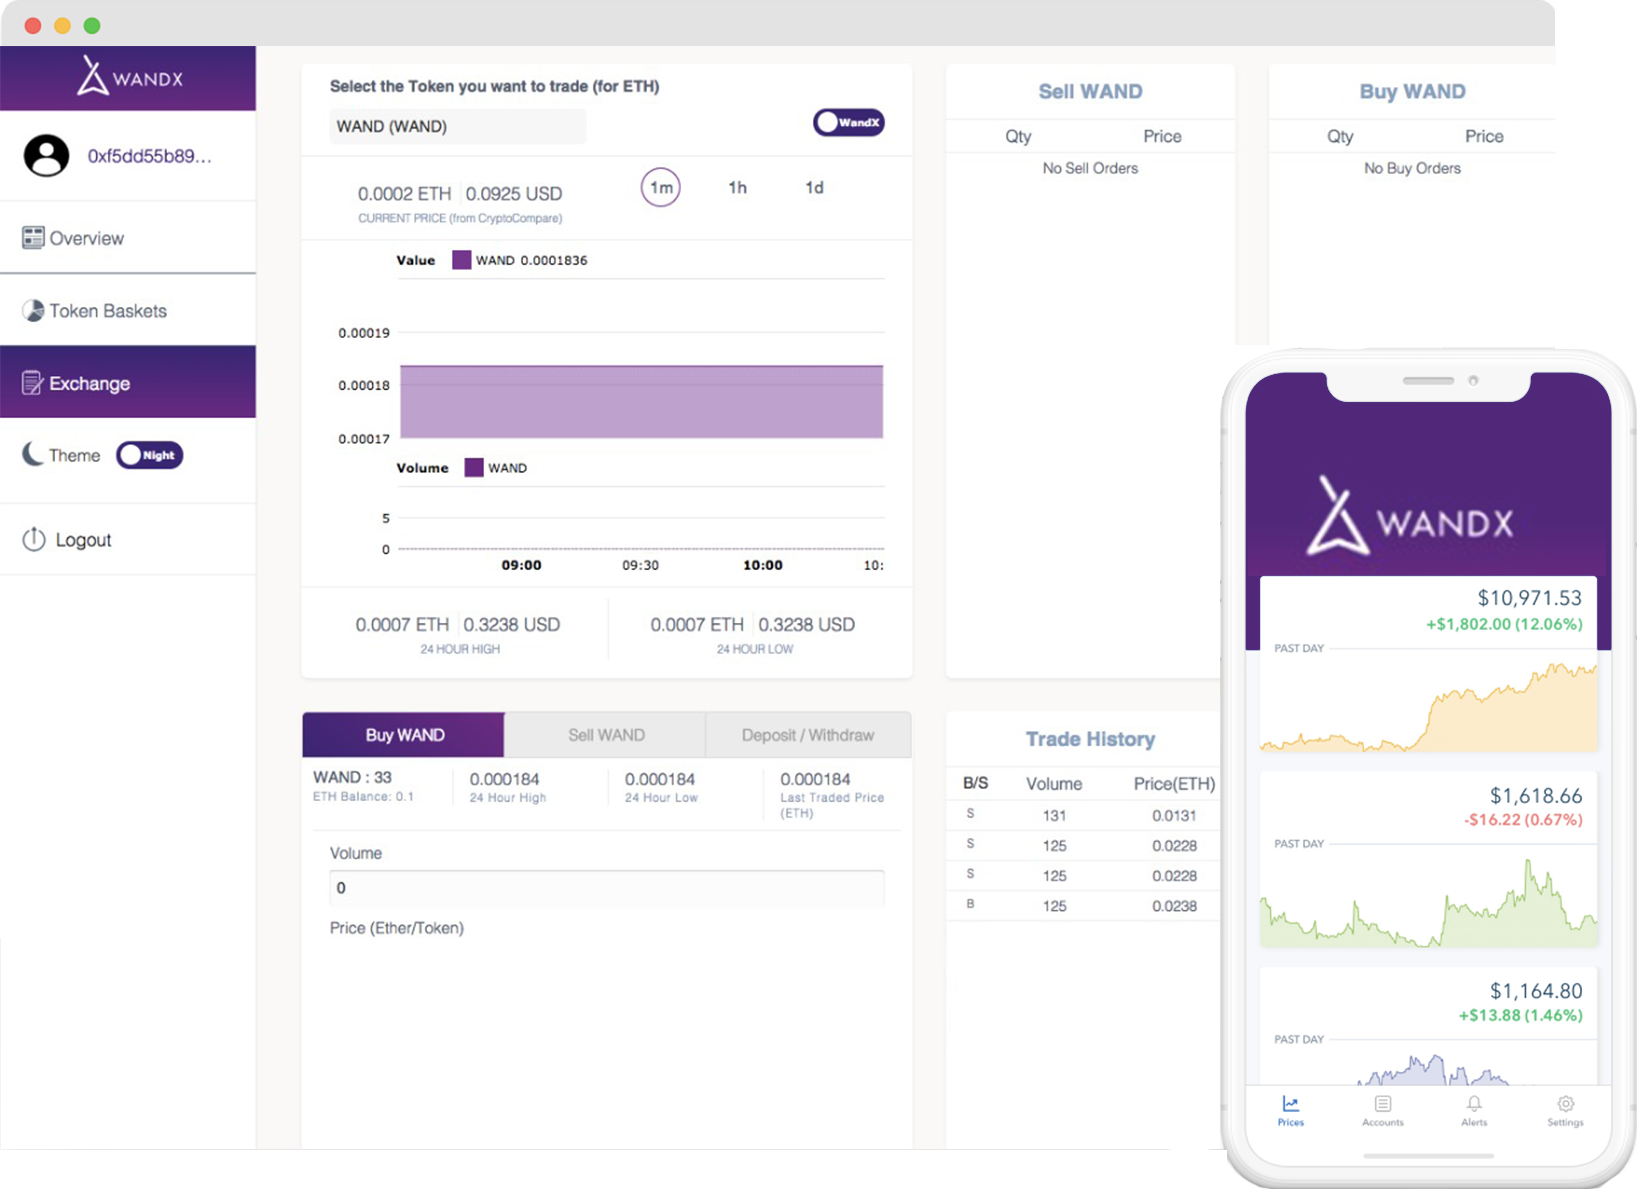 WANDX
0xf5dd55b89...
Overview
Token Baskets
Exchange
Theme Night
Logout
Select the Token you want to trade (for ETH)
WAND (WAND)
WandX
0.0002 ETH 0.0925 USD
CURRENT PRICE (from CryptoCompare)
1m 1h 1d
Value WAND 0.0001836
0.00019
0.00018
0.00017
Volume WAND
5
0
09:00 09:30 10:00 10:
0.0007 ETH 0.3238 USD
24 HOUR HIGH
0.0007 ETH 0.3238 USD
24 HOUR LOW
Sell WAND
Qty Price
No Sell Orders
Buy WAND
Qty Price
No Buy Orders
Buy WAND Sell WAND Deposit / Withdraw
WAND : 33
ETH Balance: 0.1
0.000184
24 Hour High
0.000184
24 Hour Low
0.000184
Last Traded Price
(ETH)
Volume
0
Price (Ether/Token)
Trade History
B/S Volume Price(ETH)
S 131 0.0131
S 125 0.0228
S 125 0.0228
B 125 0.0238
WANDX
$10,971.53
+$1,802.00 (12.06%)
PAST DAY
$1,618.66
-$16.22 (0.67%)
PAST DAY
$1,164.80
+$13.88 (1.46%)
PAST DAY
Prices Accounts Alerts Settings